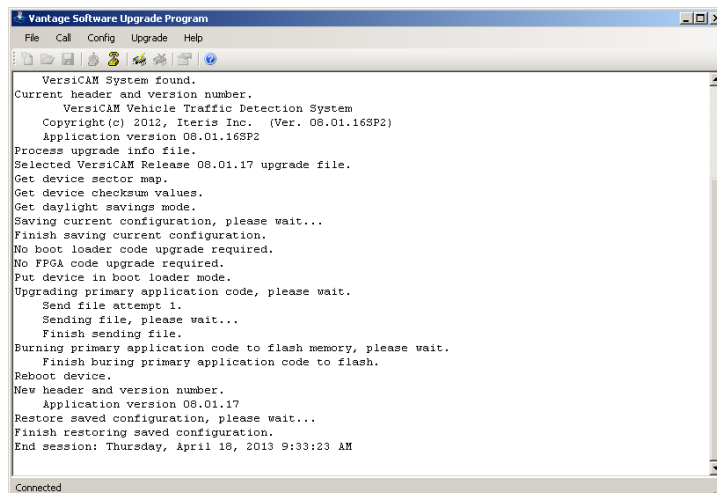 Vantage Software Upgrade Program
File Call Config Upgrade Help
VersiCAM System found.
Current header and version number.
VersiCAM Vehicle Traffic Detection System
Copyright(c) 2012, Iteris Inc. (Ver. 08.01.16SP2)
Application version 08.01.16SP2
Process upgrade info file.
Selected VersiCAM Release 08.01.17 upgrade file.
Get device sector map.
Get device checksum values.
Get daylight savings mode.
Saving current configuration, please wait...
Finish saving current configuration.
No boot loader code upgrade required.
No FPGA code upgrade required.
Put device in boot loader mode.
Upgrading primary application code, please wait.
Send file attempt 1.
Sending file, please wait...
Finish sending file.
Burning primary application code to flash memory, please wait.
Finish buring primary application code to flash.
Reboot device.
New header and version number.
Application version 08.01.17
Restore saved configuration, please wait...
Finish restoring saved configuration.
End session: Thursday, April 18, 2013 9:33:23 AM
Connected